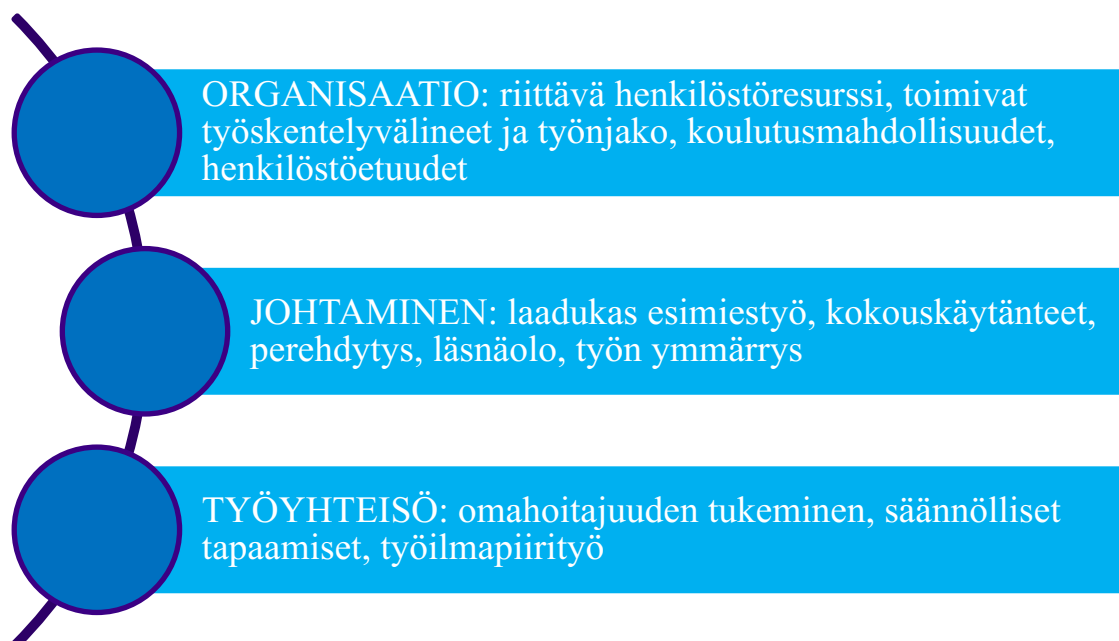 ORGANISAATIO: riittävä henkilöstöresurssi, toimivat
työskentelyvälineet ja työnjako, koulutusmahdollisuudet,
henkilöstöetuudet
JOHTAMINEN: laadukas esimiestyö, kokouskäytänteet,
perehdytys, läsnäolo, työn ymmärrys
TYÖYHTEISÖ: omahoitajuuden tukeminen, säännölliset
tapaamiset, työilmapiirityö